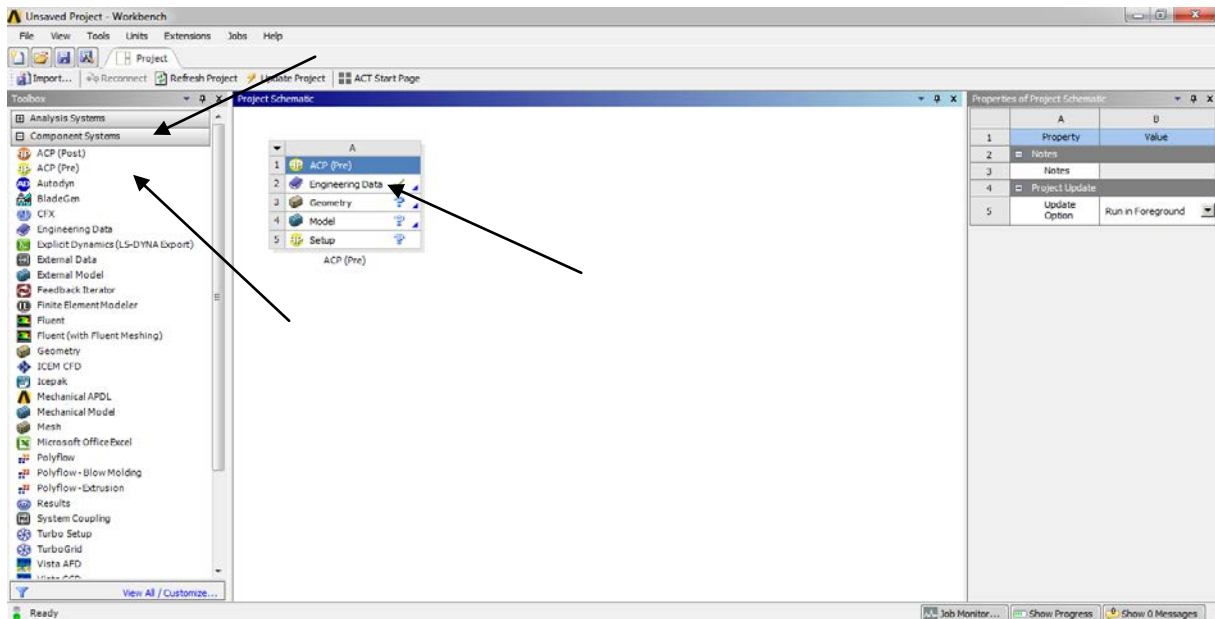 Unsaved Project - Workbench
File View Tools Units Extensions Jobs Help
Project
Import... Reconnect Refresh Project Update Project ACT Start Page
Toolbox
Project Schematic
Properties of Project Schematic
Analysis Systems
Component Systems
ACP (Post)
ACP (Pre)
Autodyn
BladeGen
CFX
Engineering Data
Explicit Dynamics (LS-DYNA Export)
External Data
External Model
Feedback Iterator
Finite Element Modeler
Fluent
Fluent (with Fluent Meshing)
Geometry
ICEM CFD
Icepak
Mechanical APDL
Mechanical Model
Mesh
Microsoft Office Excel
Polyflow
Polyflow - Blow Molding
Polyflow - Extrusion
Results
System Coupling
Turbo Setup
TurboGrid
Vista AFD
View All / Customize...
A
1 ACP (Pre)
2 Engineering Data
3 Geometry
4 Model
5 Setup
ACP (Pre)
A B
1 Property Value
2 Notes
3 Notes
4 Project Update
5 Update Option Run in Foreground
Ready
Job Monitor... Show Progress Show 0 Messages